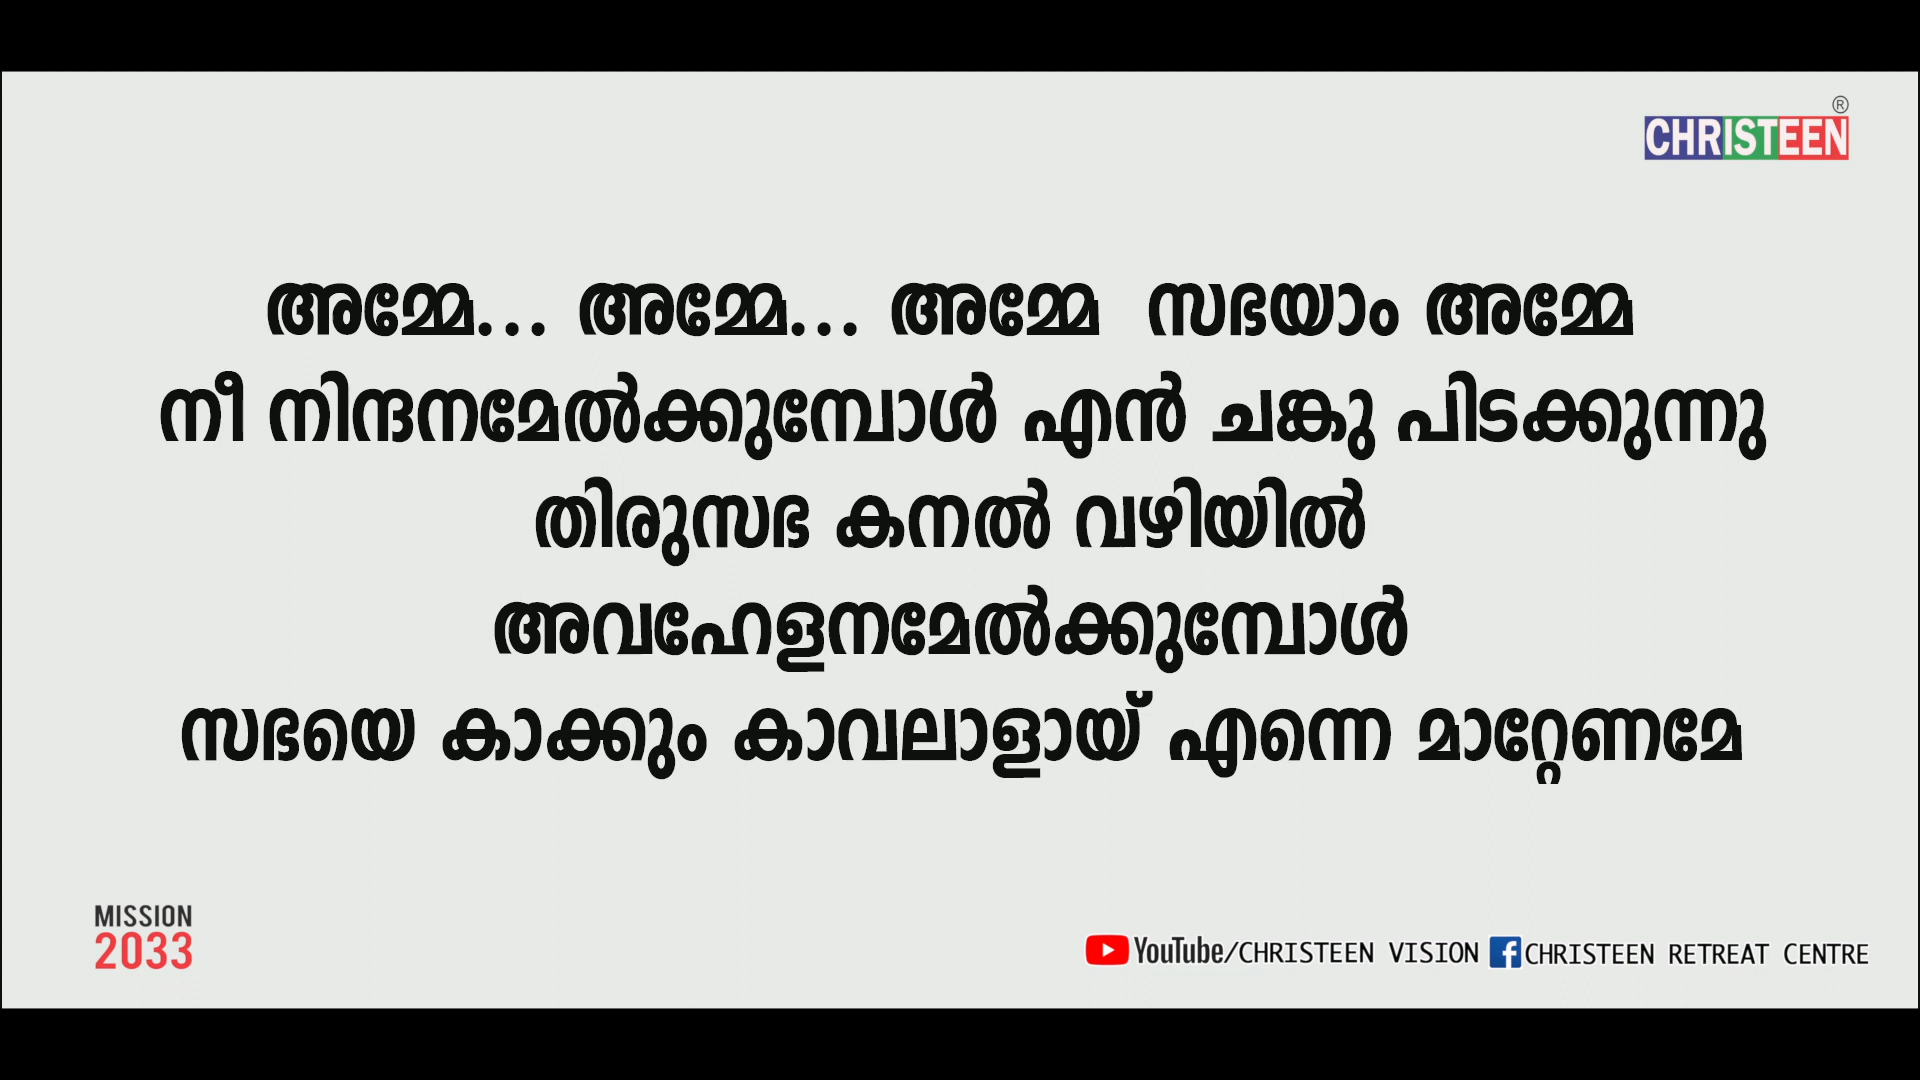 ®
CHRISTEEN
അമ്മേ... അമ്മേ... അമ്മേ സഭയാം അമ്മേ
നീ നിന്ദനമേൽക്കുമ്പോൾ എൻ ചങ്കു പിടക്കുന്നു
തിരുസഭ കനൽ വഴിയിൽ
അവഹേളനമേൽക്കുമ്പോൾ
സഭയെ കാക്കും കാവലാളായ് എന്നെ മാറ്റേണമേ
MISSION
2033
YouTube/CHRISTEEN VISION f CHRISTEEN RETREAT CENTRE